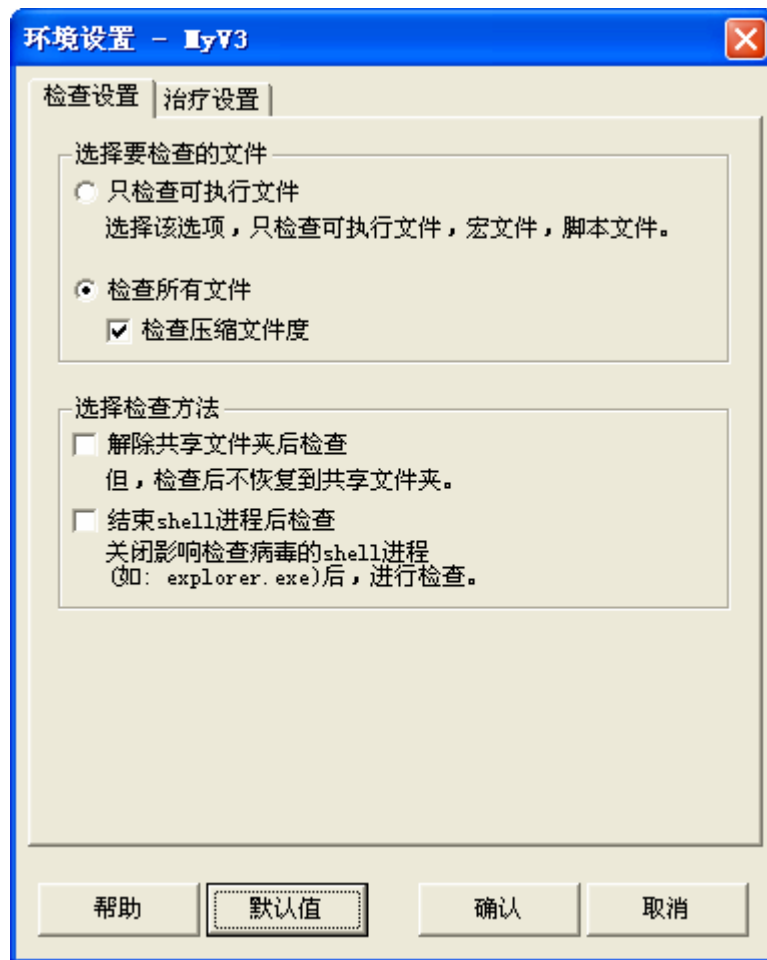 环境设置 - MyV3
检查设置
治疗设置
选择要检查的文件
只检查可执行文件
选择该选项，只检查可执行文件，宏文件，脚本文件。
检查所有文件
检查压缩文件度
选择检查方法
解除共享文件夹后检查
但，检查后不恢复到共享文件夹。
结束shell进程后检查
关闭影响检查病毒的shell进程
(如: explorer.exe)后，进行检查。
帮助
默认值
确认
取消